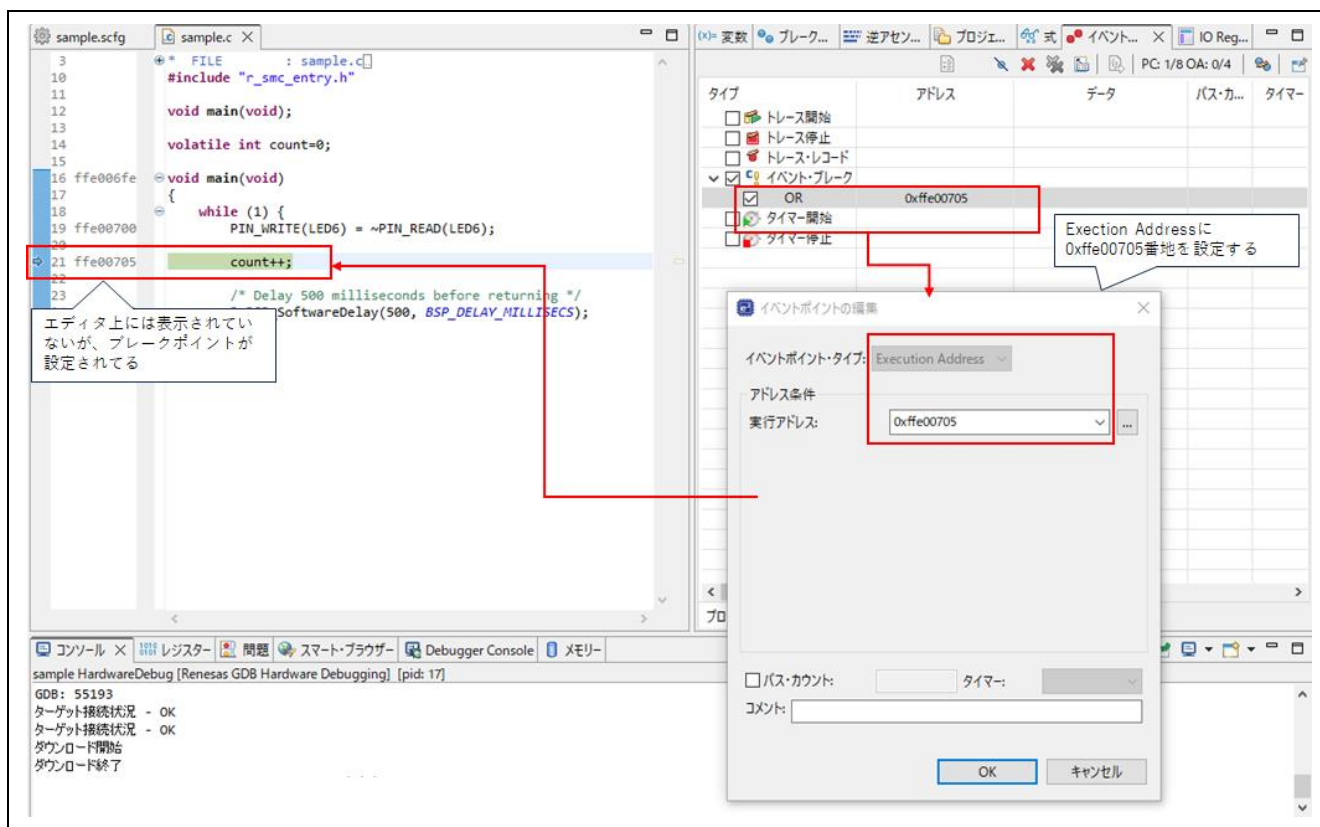 sample.scfg
sample.c
3 * FILE : sample.c
10 #include "r_smc_entry.h"
11
12 void main(void);
13
14 volatile int count=0;
15
16 ffe006fe void main(void)
17 {
18 while (1) {
19 ffe00700 PIN_WRITE(LED6) = ~PIN_READ(LED6);
20
21 ffe00705 count++;
22
23 /* Delay 500 milliseconds before returning */
SoftwareDelay(500, BSP_DELAY_MILLISECS);
エディタ上には表示されてい
ないが、ブレークポイントが
設定されてる
(x)= 変数 ブレーク... 逆アセン... プロジェ... 式 イベント... IO Reg...
PC: 1/8 OA: 0/4
タイプ アドレス データ パス・カ... タイマー
トレース開始
トレース停止
トレース・レコード
イベント・ブレーク
OR 0xffe00705
タイマー開始
タイマー停止
Exection Addressに
0xffe00705番地を設定する
イベントポイントの編集
イベントポイント・タイプ: Execution Address
アドレス条件
実行アドレス: 0xffe00705 ...
パス・カウント: タイマー:
コメント:
OK キャンセル
プロ
コンソール レジスター 問題 スマート・ブラウザー Debugger Console メモリー
sample HardwareDebug [Renesas GDB Hardware Debugging] [pid: 17]
GDB: 55193
ターゲット接続状況 - OK
ターゲット接続状況 - OK
ダウンロード開始
ダウンロード終了